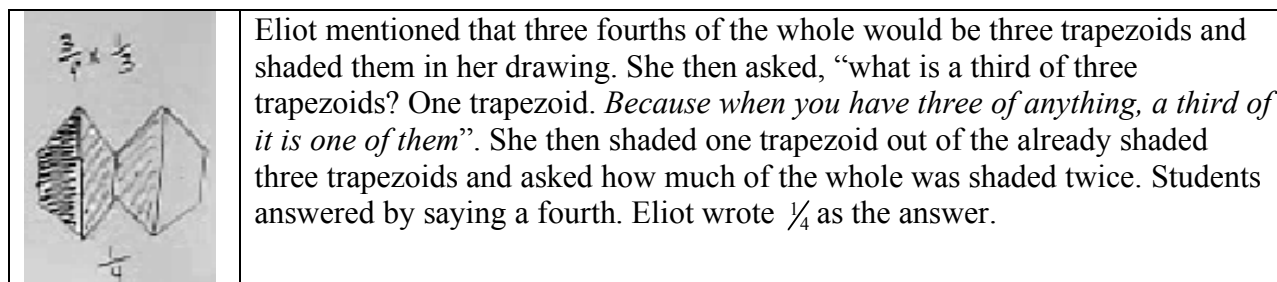 3/4 x 1/3
1/4
Eliot mentioned that three fourths of the whole would be three trapezoids and
shaded them in her drawing. She then asked, “what is a third of three
trapezoids? One trapezoid. Because when you have three of anything, a third of
it is one of them”. She then shaded one trapezoid out of the already shaded
three trapezoids and asked how much of the whole was shaded twice. Students
answered by saying a fourth. Eliot wrote ¼ as the answer.